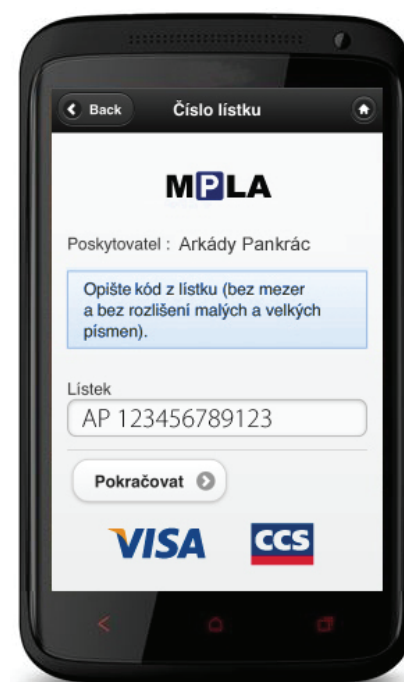 Back
Číslo lístku
MPLA
Poskytovatel : Arkády Pankrác
Opište kód z lístku (bez mezer
a bez rozlišení malých a velkých
písmen).
Lístek
AP 123456789123
Pokračovat
VISA
CCS